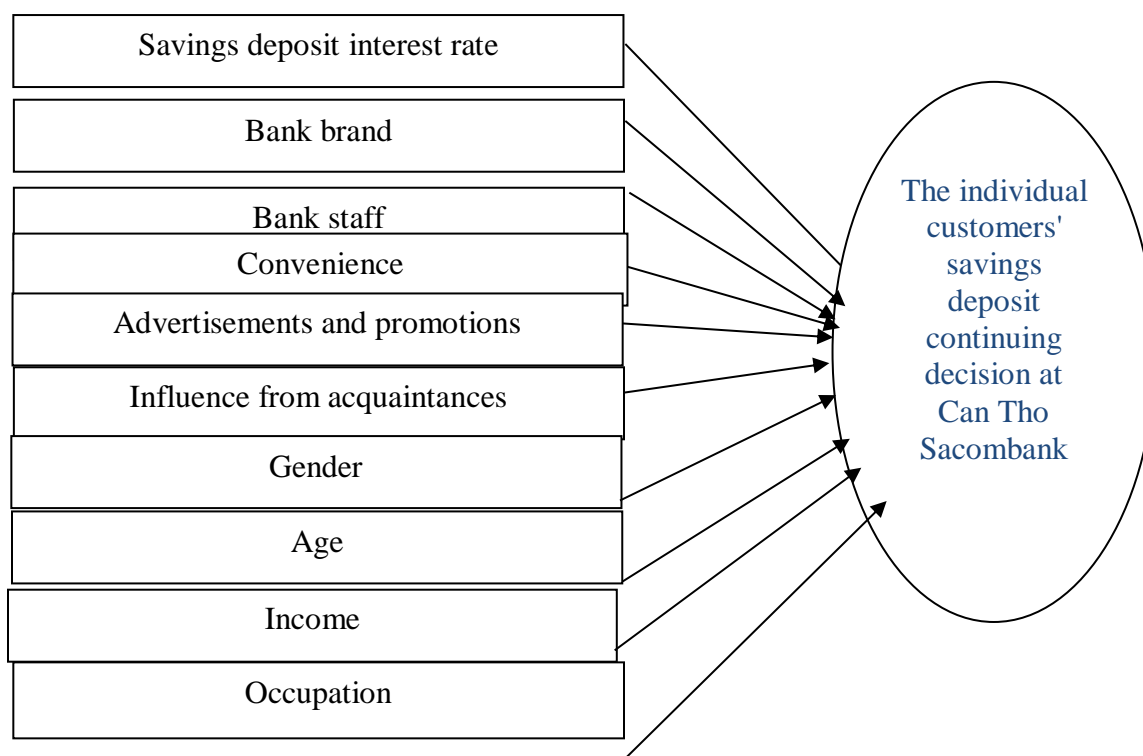 Savings deposit interest rate
Bank brand
Bank staff
Convenience
Advertisements and promotions
Influence from acquaintances
Gender
Age
Income
Occupation
The individual
customers'
savings
deposit
continuing
decision at
Can Tho
Sacombank